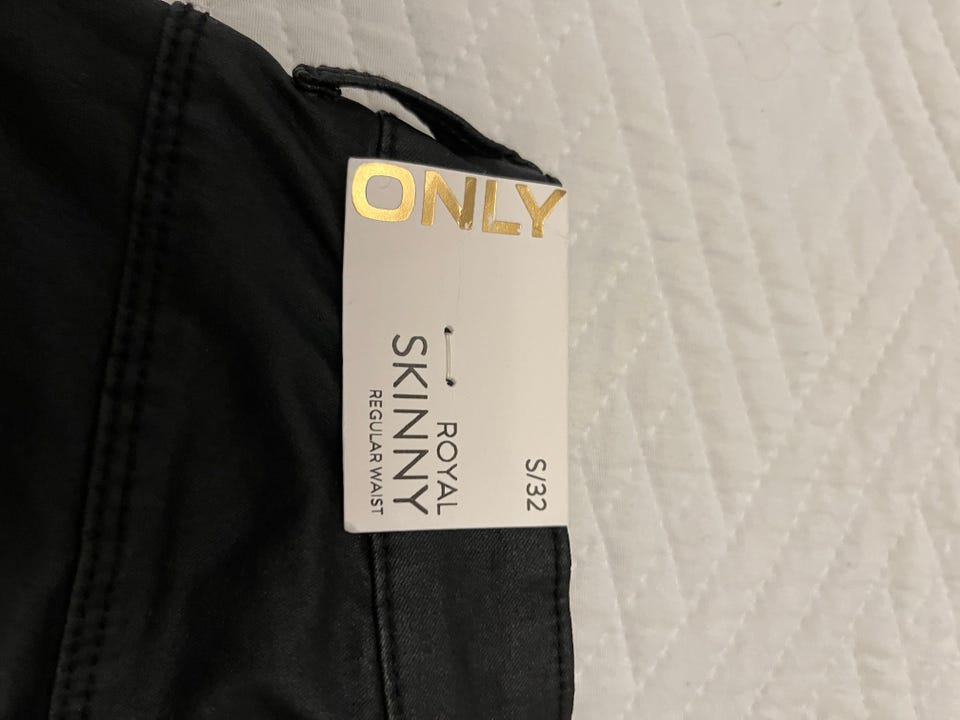 ONLY
S/32
ROYAL
SKINNY
REGULAR WAIST